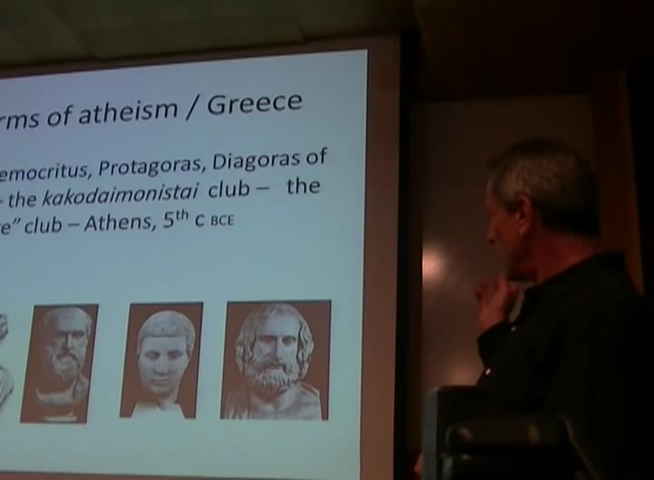 rms of atheism / Greece
emocritus, Protagoras, Diagoras of
- the kakodaimonistai club – the
e” club – Athens, 5th c BCE